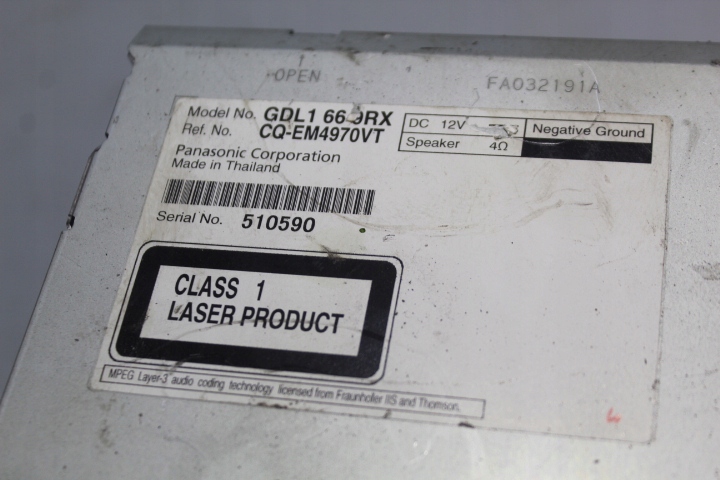 OPEN
FA032191A
Model No. GDL1 66 9RX
Ref. No. CQ-EM4970VT
Panasonic Corporation
Made in Thailand
DC 12V
Negative Ground
Speaker 4Ω
Serial No. 510590
CLASS 1
LASER PRODUCT
MPEG Layer-3 audio coding technology licensed from Fraunhofer IIS and Thomson.